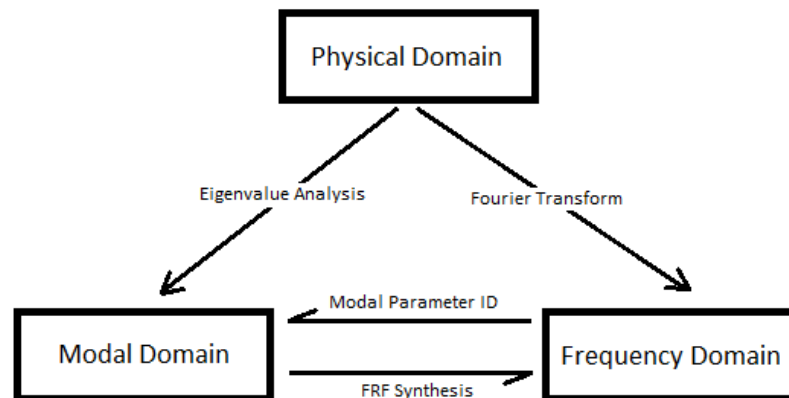 Physical Domain
Eigenvalue Analysis
Fourier Transform
Modal Parameter ID
Modal Domain
Frequency Domain
FRF Synthesis